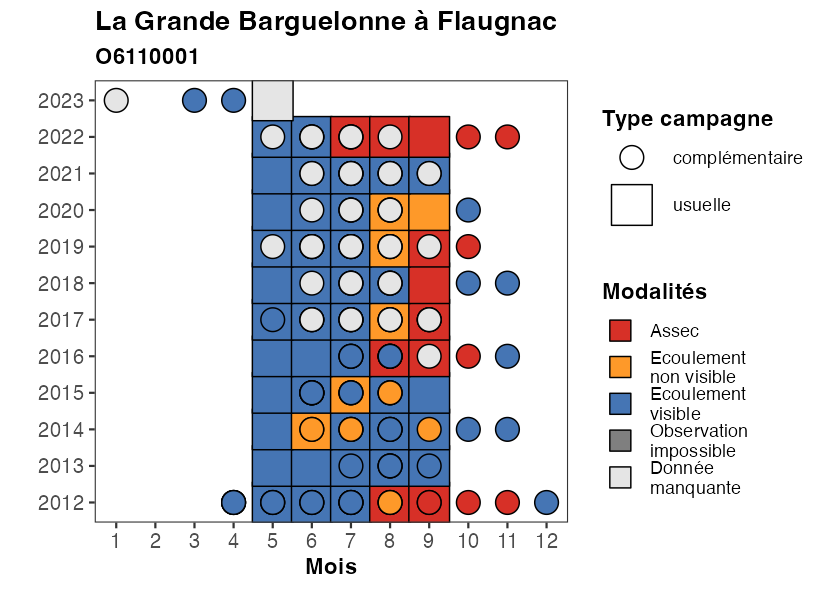 La Grande Barguelonne à Flaugnac
O6110001
2023
2022
2021
2020
2019
2018
2017
2016
2015
2014
2013
2012
1 2 3 4 5 6 7 8 9 10 11 12
Mois
Type campagne
complémentaire
usuelle
Modalités
Assec
Ecoulement
non visible
Ecoulement
visible
Observation
impossible
Donnée
manquante